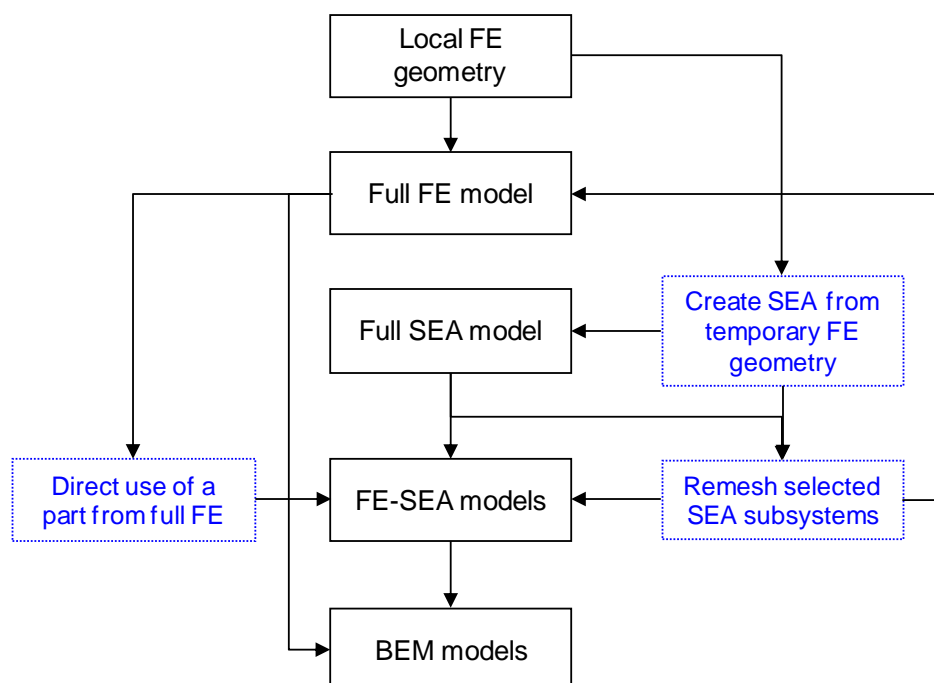 Local FE
geometry
Full FE model
Full SEA model
Create SEA from
temporary FE
geometry
Direct use of a
part from full FE
FE-SEA models
Remesh selected
SEA subsystems
BEM models